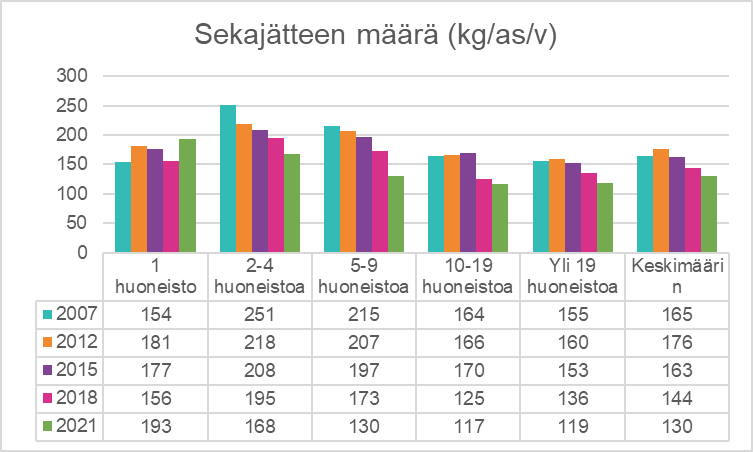 Sekajätteen määrä (kg/as/v)
300
250
200
150
100
50
0
1 2-4 5-9 10-19 Yli 19 Keskimääri
huoneisto huoneistoa huoneistoa huoneistoa huoneistoa n
2007 154 251 215 164 155 165
2012 181 218 207 166 160 176
2015 177 208 197 170 153 163
2018 156 195 173 125 136 144
2021 193 168 130 117 119 130